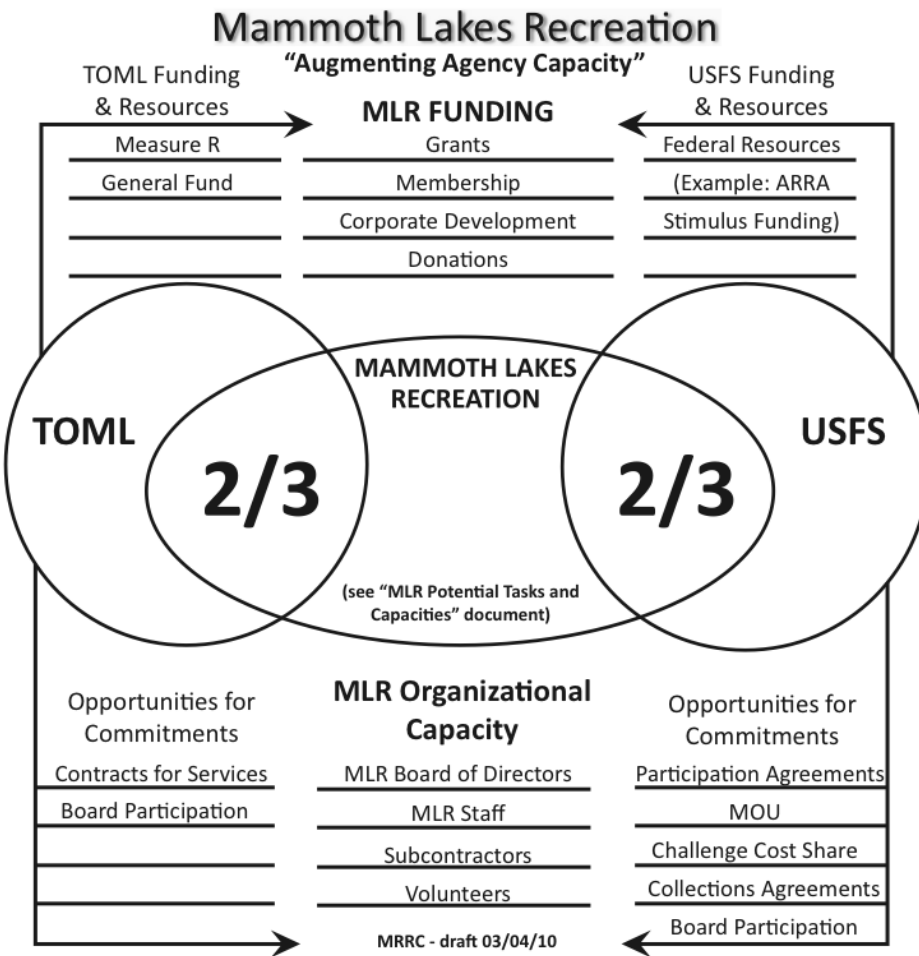 Mammoth Lakes Recreation
“Augmenting Agency Capacity”
TOML Funding
& Resources
Measure R
General Fund
MLR FUNDING
Grants
Membership
Corporate Development
Donations
USFS Funding
& Resources
Federal Resources
(Example: ARRA
Stimulus Funding)
TOML
2/3
MAMMOTH LAKES
RECREATION
(see “MLR Potential Tasks and
Capacities” document)
2/3
USFS
Opportunities for
Commitments
Contracts for Services
Board Participation
MLR Organizational
Capacity
MLR Board of Directors
MLR Staff
Subcontractors
Volunteers
MRRC - draft 03/04/10
Opportunities for
Commitments
Participation Agreements
MOU
Challenge Cost Share
Collections Agreements
Board Participation